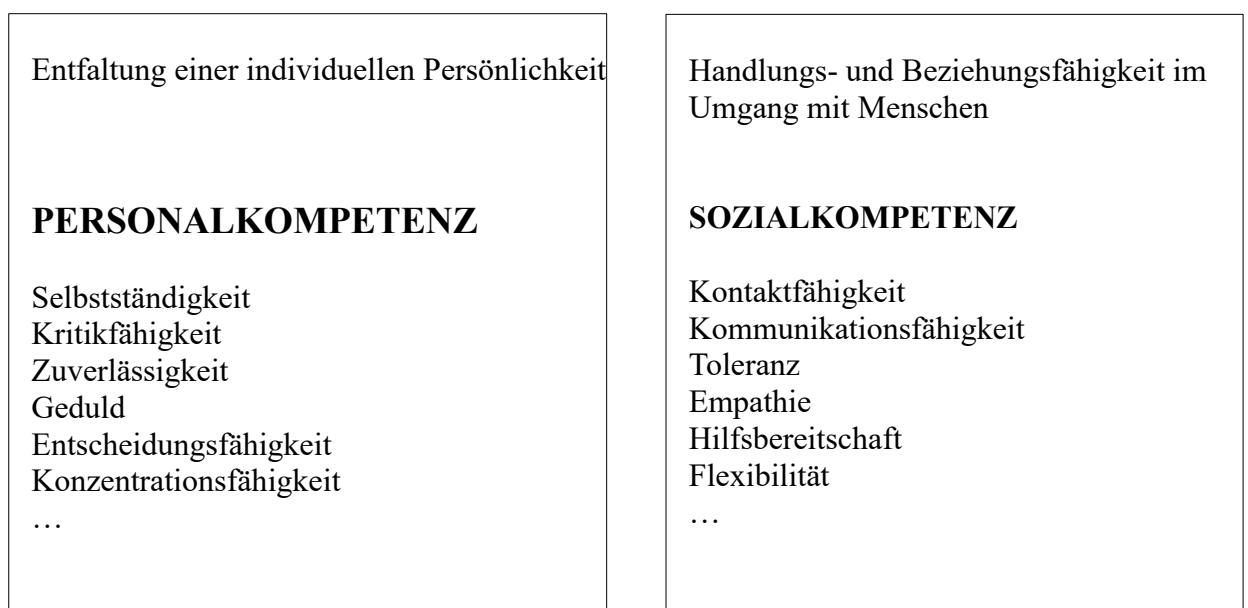 Entfaltung einer individuellen Persönlichkeit
PERSONALKOMPETENZ
Selbstständigkeit
Kritikfähigkeit
Zuverlässigkeit
Geduld
Entscheidungsfähigkeit
Konzentrationsfähigkeit
…
Handlungs- und Beziehungsfähigkeit im
Umgang mit Menschen
SOZIALKOMPETENZ
Kontaktfähigkeit
Kommunikationsfähigkeit
Toleranz
Empathie
Hilfsbereitschaft
Flexibilität
…